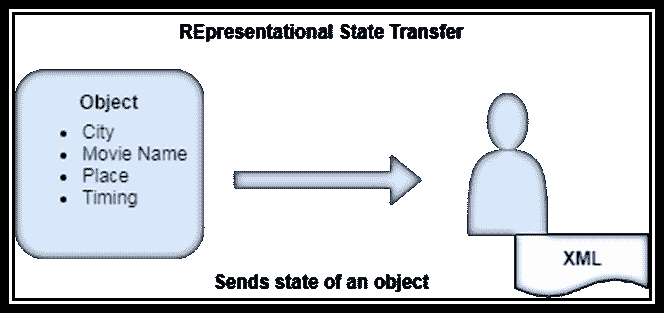 REpresentational State Transfer
Object
• City
• Movie Name
• Place
• Timing
XML
Sends state of an object